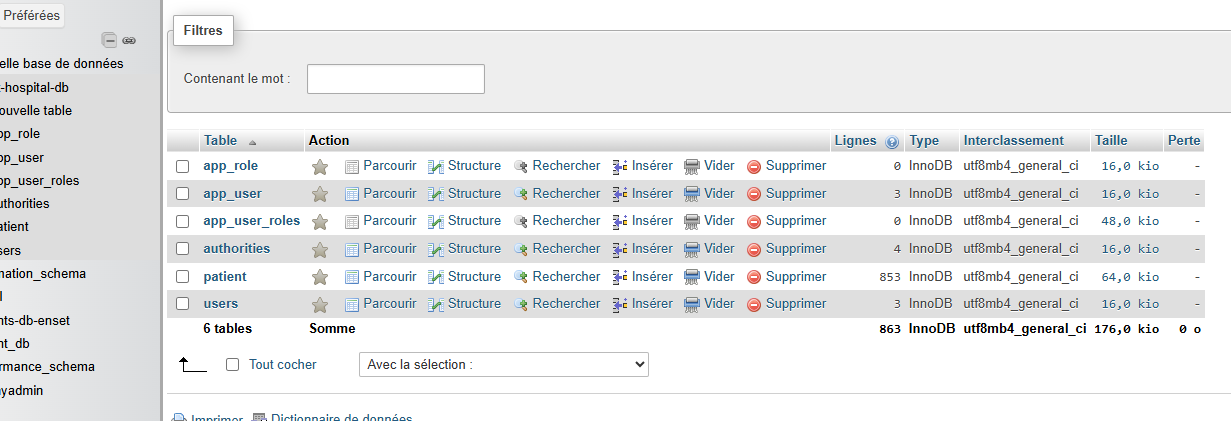 Préférées
elle base de données
-hospital-db
ouvelle table
pp_role
pp_user
pp_user_roles
uthorities
atient
sers
mation_schema
l
nts-db-enset
nt_db
ormance_schema
yadmin
Filtres
Contenant le mot :
Table Action Lignes Type Interclassement Taille Perte
app_role Parcourir Structure Rechercher Insérer Vider Supprimer 0 InnoDB utf8mb4_general_ci 16,0 kio -
app_user Parcourir Structure Rechercher Insérer Vider Supprimer 3 InnoDB utf8mb4_general_ci 16,0 kio -
app_user_roles Parcourir Structure Rechercher Insérer Vider Supprimer 0 InnoDB utf8mb4_general_ci 48,0 kio -
authorities Parcourir Structure Rechercher Insérer Vider Supprimer 4 InnoDB utf8mb4_general_ci 16,0 kio -
patient Parcourir Structure Rechercher Insérer Vider Supprimer 853 InnoDB utf8mb4_general_ci 64,0 kio -
users Parcourir Structure Rechercher Insérer Vider Supprimer 3 InnoDB utf8mb4_general_ci 16,0 kio -
6 tables Somme 863 InnoDB utf8mb4_general_ci 176,0 kio 0 o
Tout cocher Avec la sélection :
Imprimer Dictionnaire de données